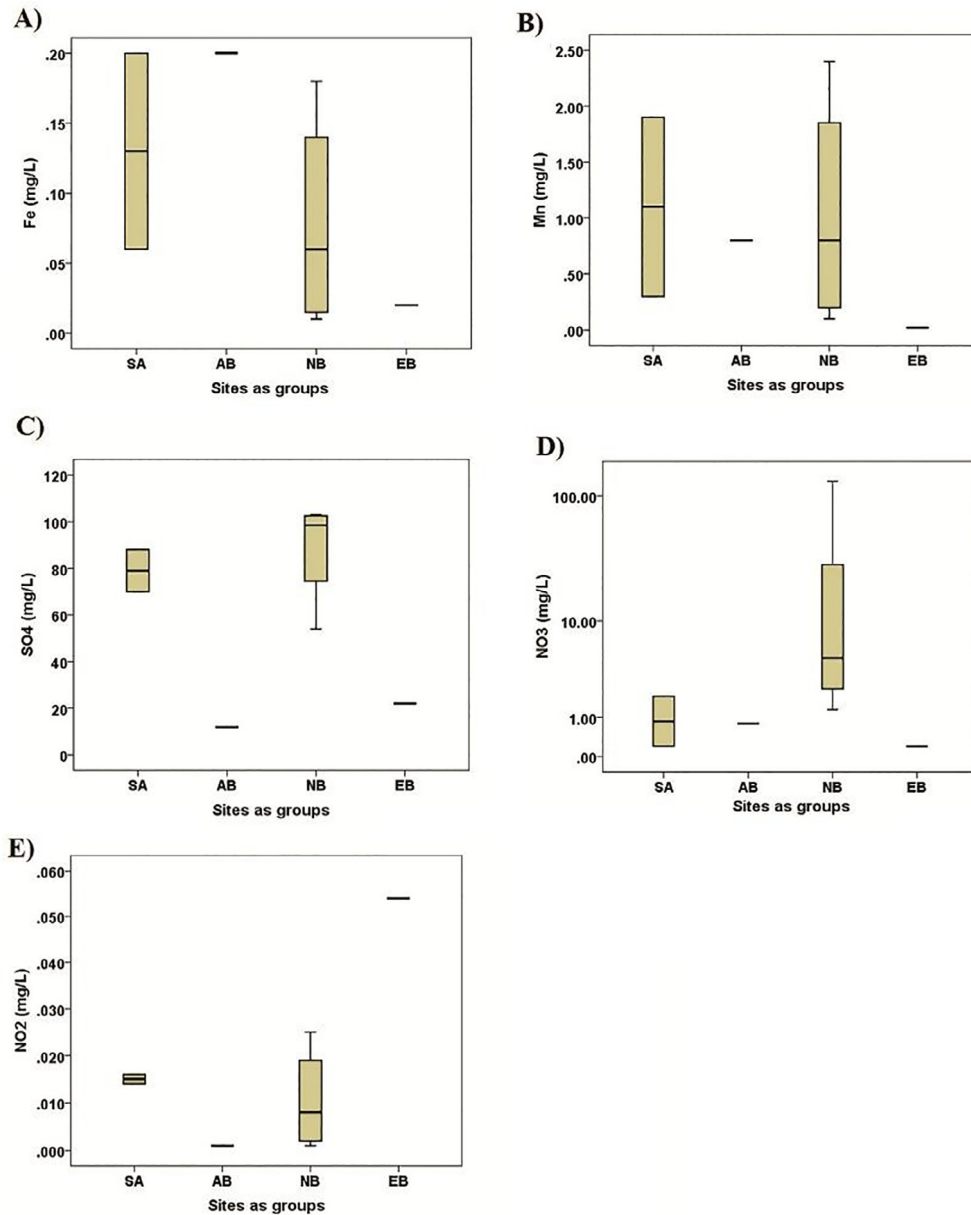 A)
.20
.15
.10
.05
.00
Fe (mg/L)
SA AB NB EB
Sites as groups
B)
2.50
2.00
1.50
1.00
.50
.00
Mn (mg/L)
SA AB NB EB
Sites as groups
C)
120
100
80
60
40
20
0
SO4 (mg/L)
SA AB NB EB
Sites as groups
D)
100.00
10.00
1.00
.00
NO3 (mg/L)
SA AB NB EB
Sites as groups
E)
.060
.050
.040
.030
.020
.010
.000
NO2 (mg/L)
SA AB NB EB
Sites as groups